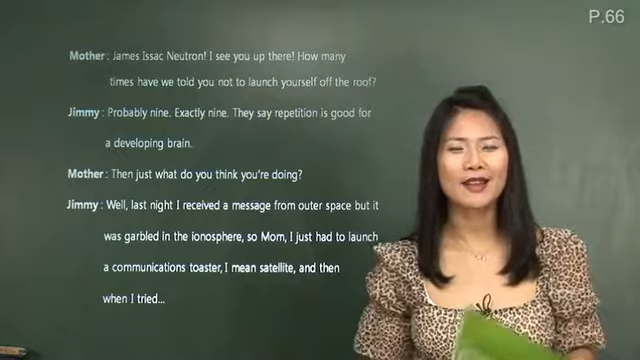 P.66
Mother : James Issac Neutron! I see you up there! How many
times have we told you not to launch yourself off the roof?
Jimmy : Probably nine. Exactly nine. They say repetition is good for
a developing brain.
Mother : Then just what do you think you're doing?
Jimmy : Well, last night I received a message from outer space but it
was garbled in the ionosphere, so Mom, I just had to launch
a communications toaster, I mean satellite, and then
when I tried...